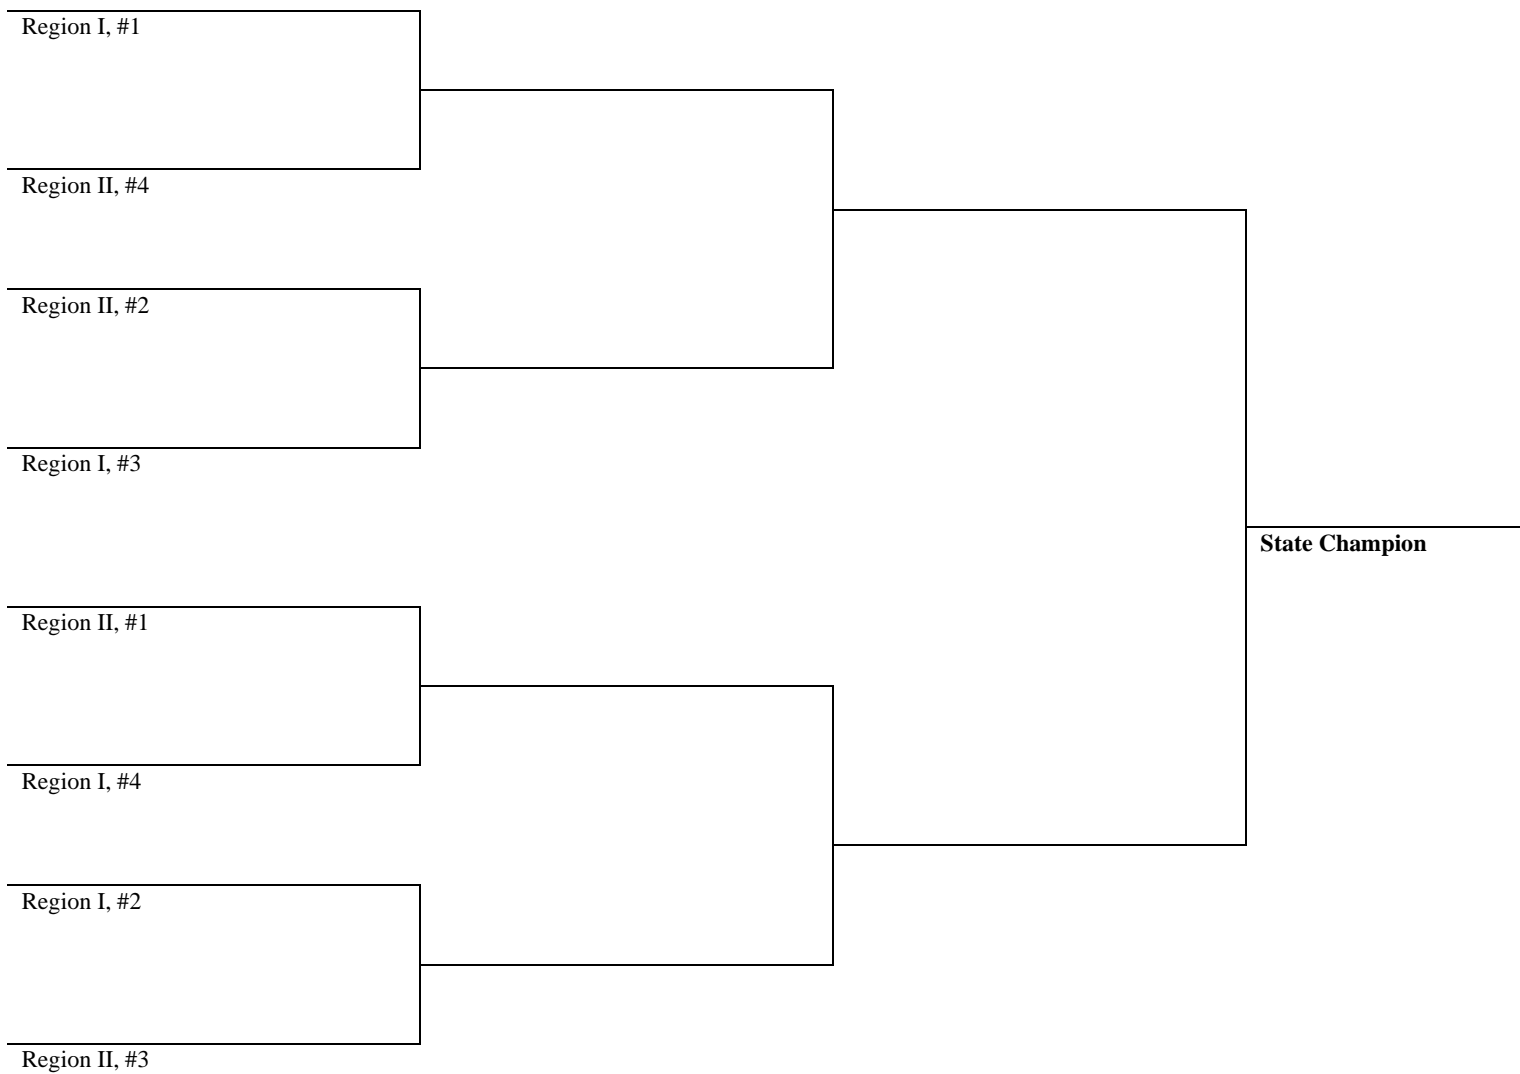 Region I, #1
Region II, #4
Region II, #2
Region I, #3
State Champion
Region II, #1
Region I, #4
Region I, #2
Region II, #3